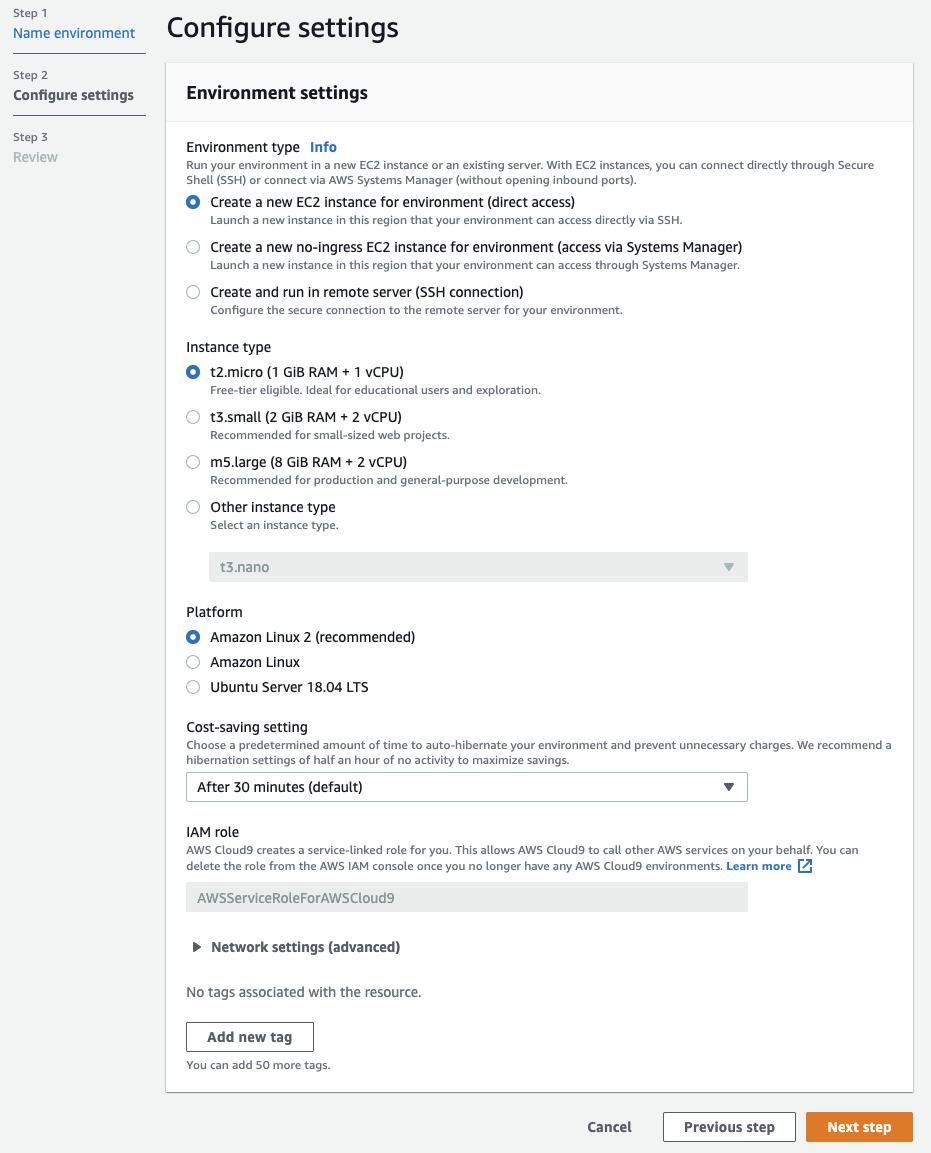 Step 1
Name environment
Step 2
Configure settings
Step 3
Review
Configure settings
Environment settings
Environment type Info
Run your environment in a new EC2 instance or an existing server. With EC2 instances, you can connect directly through Secure
Shell (SSH) or connect via AWS Systems Manager (without opening inbound ports).
Create a new EC2 instance for environment (direct access)
Launch a new instance in this region that your environment can access directly via SSH.
Create a new no-ingress EC2 instance for environment (access via Systems Manager)
Launch a new instance in this region that your environment can access through Systems Manager.
Create and run in remote server (SSH connection)
Configure the secure connection to the remote server for your environment.
Instance type
t2.micro (1 GiB RAM + 1 vCPU)
Free-tier eligible. Ideal for educational users and exploration.
t3.small (2 GiB RAM + 2 vCPU)
Recommended for small-sized web projects.
m5.large (8 GiB RAM + 2 vCPU)
Recommended for production and general-purpose development.
Other instance type
Select an instance type.
t3.nano
Platform
Amazon Linux 2 (recommended)
Amazon Linux
Ubuntu Server 18.04 LTS
Cost-saving setting
Choose a predetermined amount of time to auto-hibernate your environment and prevent unnecessary charges. We recommend a
hibernation settings of half an hour of no activity to maximize savings.
After 30 minutes (default)
IAM role
AWS Cloud9 creates a service-linked role for you. This allows AWS Cloud9 to call other AWS services on your behalf. You can
delete the role from the AWS IAM console once you no longer have any AWS Cloud9 environments. Learn more
AWSServiceRoleForAWSCloud9
Network settings (advanced)
No tags associated with the resource.
Add new tag
You can add 50 more tags.
Cancel
Previous step
Next step